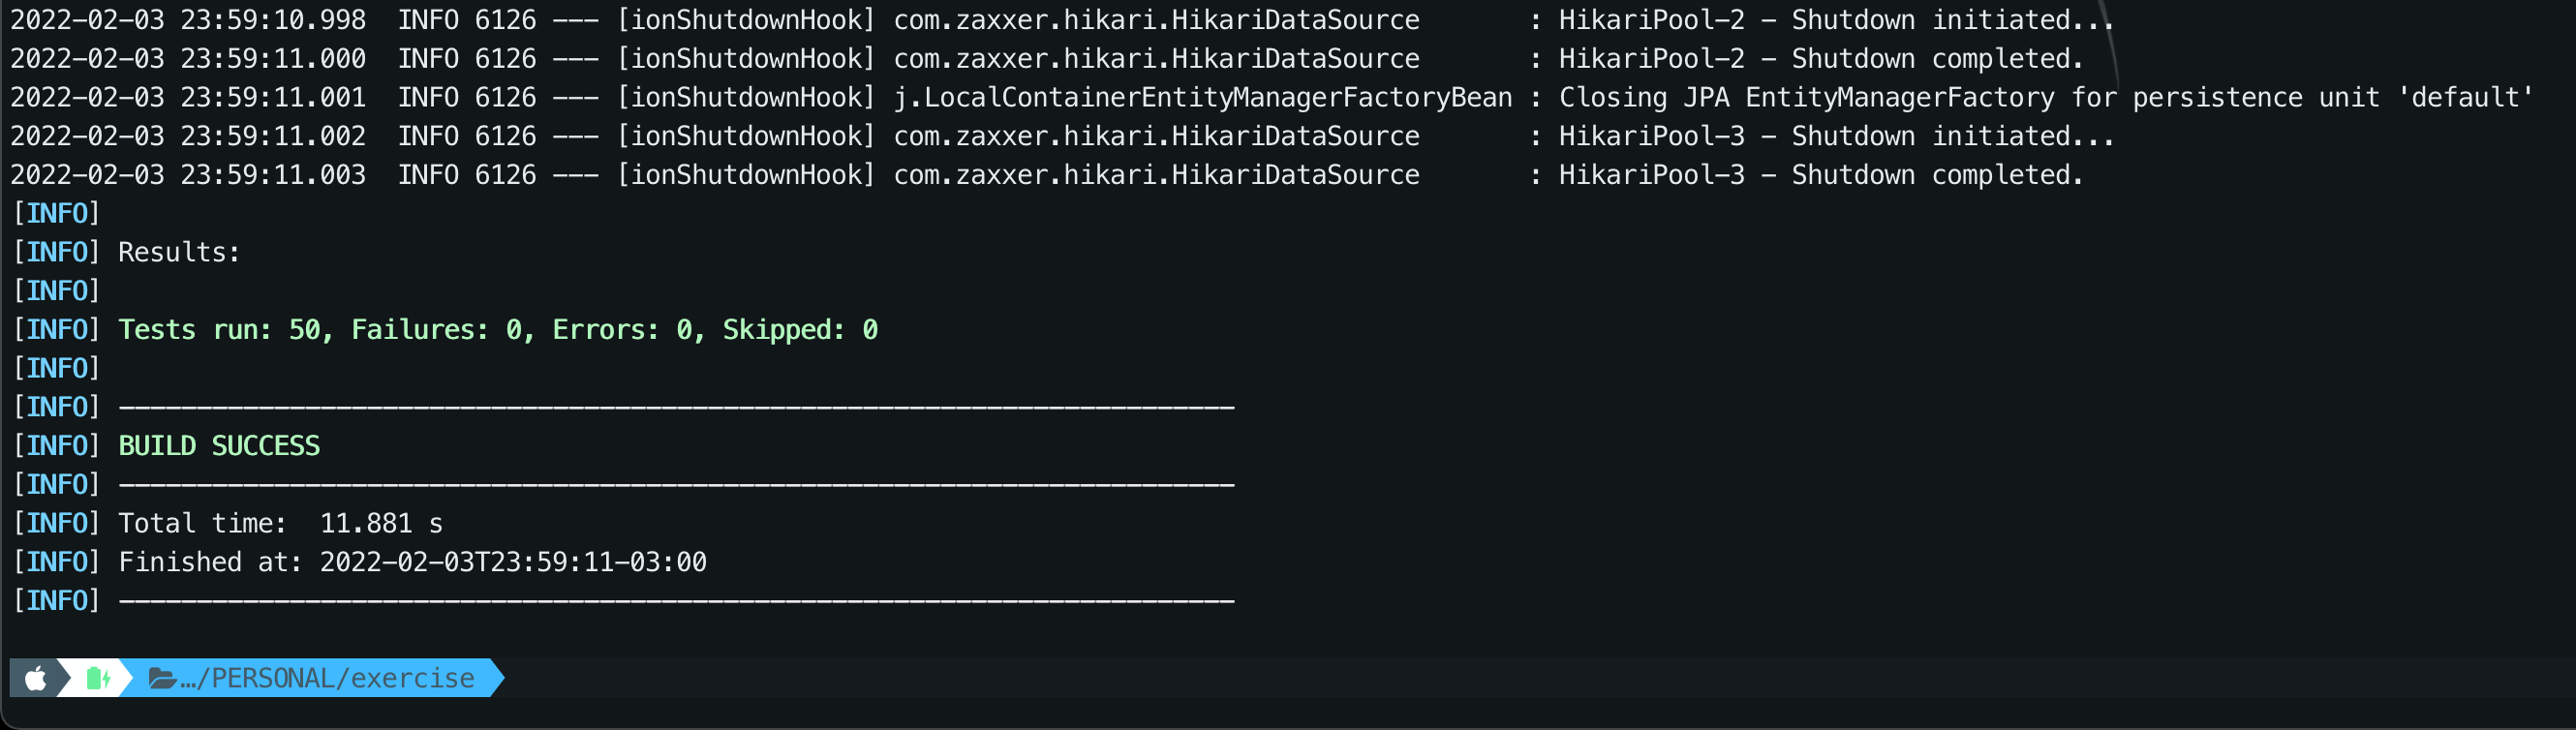 2022-02-03 23:59:10.998  INFO 6126 --- [ionShutdownHook] com.zaxxer.hikari.HikariDataSource       : HikariPool-2 - Shutdown initiated...
2022-02-03 23:59:11.000  INFO 6126 --- [ionShutdownHook] com.zaxxer.hikari.HikariDataSource       : HikariPool-2 - Shutdown completed.
2022-02-03 23:59:11.001  INFO 6126 --- [ionShutdownHook] j.LocalContainerEntityManagerFactoryBean : Closing JPA EntityManagerFactory for persistence unit 'default'
2022-02-03 23:59:11.002  INFO 6126 --- [ionShutdownHook] com.zaxxer.hikari.HikariDataSource       : HikariPool-3 - Shutdown initiated...
2022-02-03 23:59:11.003  INFO 6126 --- [ionShutdownHook] com.zaxxer.hikari.HikariDataSource       : HikariPool-3 - Shutdown completed.
[INFO]
[INFO] Results:
[INFO]
[INFO] Tests run: 50, Failures: 0, Errors: 0, Skipped: 0
[INFO]
[INFO] ------------------------------------------------------------------------
[INFO] BUILD SUCCESS
[INFO] ------------------------------------------------------------------------
[INFO] Total time:  11.881 s
[INFO] Finished at: 2022-02-03T23:59:11-03:00
[INFO] ------------------------------------------------------------------------
…/PERSONAL/exercise